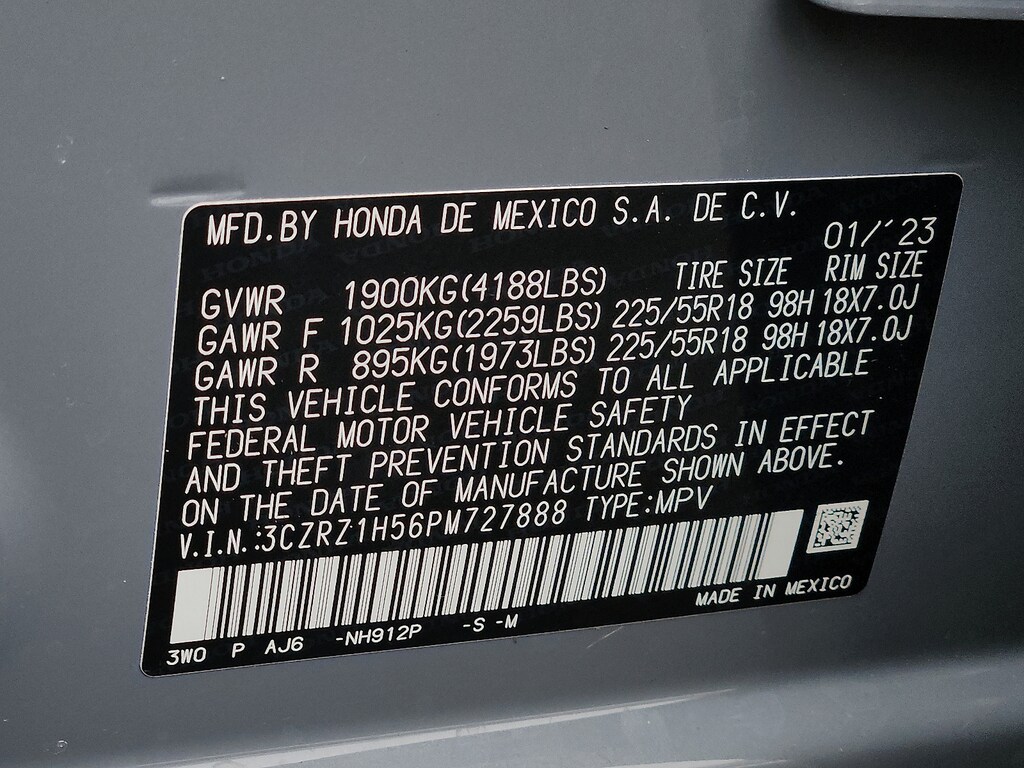 MFD.BY HONDA DE MEXICO S.A. DE C.V.
01/'23
GVWR 1900KG(4188LBS) TIRE SIZE RIM SIZE
GAWR F 1025KG(2259LBS) 225/55R18 98H 18X7.0J
GAWR R 895KG(1973LBS) 225/55R18 98H 18X7.0J
THIS VEHICLE CONFORMS TO ALL APPLICABLE
FEDERAL MOTOR VEHICLE SAFETY
AND THEFT PREVENTION STANDARDS IN EFFECT
ON THE DATE OF MANUFACTURE SHOWN ABOVE.
V.I.N.:3CZRZ1H56PM727888 TYPE:MPV
MADE IN MEXICO
3WO P AJ6 -NH912P -S -M